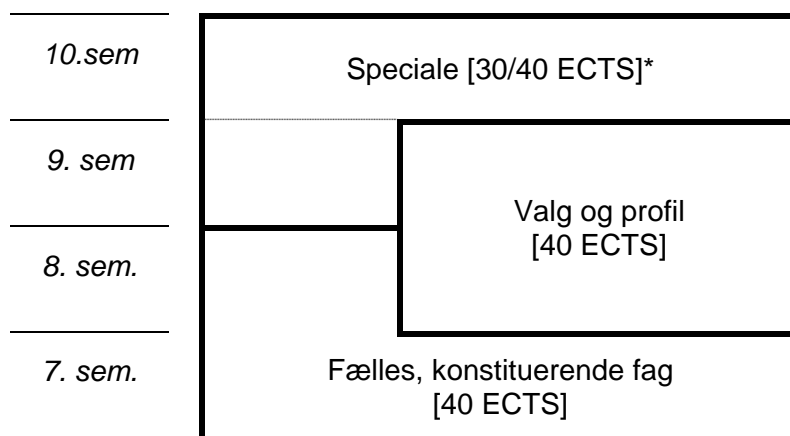 10.sem
Speciale [30/40 ECTS]*
9. sem
Valg og profil
[40 ECTS]
8. sem.
7. sem.
Fælles, konstituerende fag
[40 ECTS]